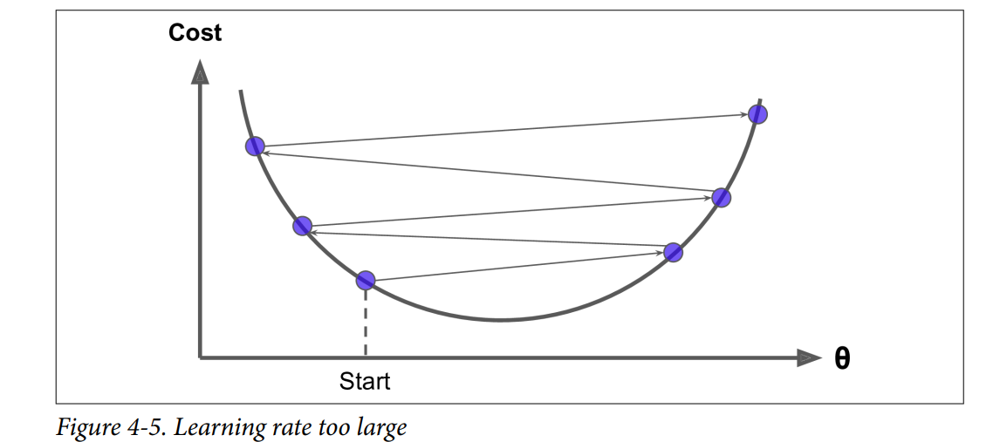 Cost
θ
Start
Figure 4-5. Learning rate too large